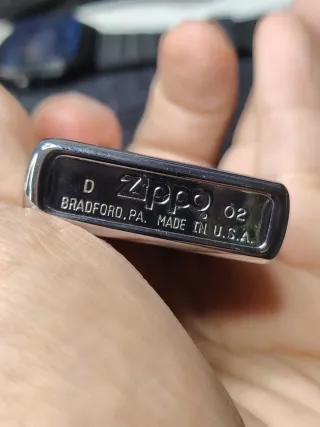 D Zippo 02
BRADFORD, PA. MADE IN U.S.A.